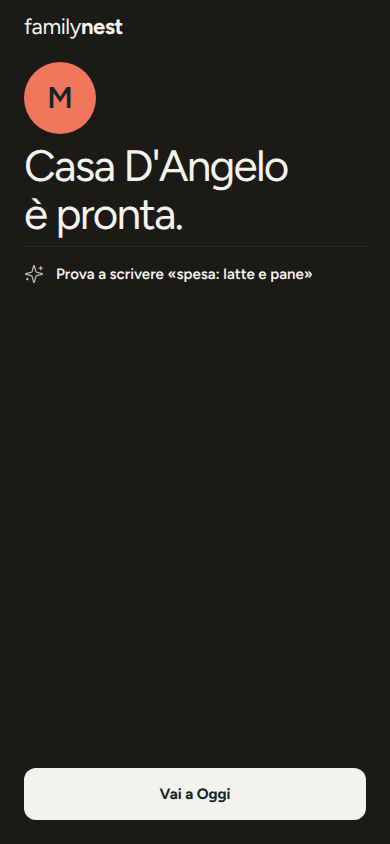 familynest
M
Casa D'Angelo
è pronta.
Prova a scrivere «spesa: latte e pane»
Vai a Oggi